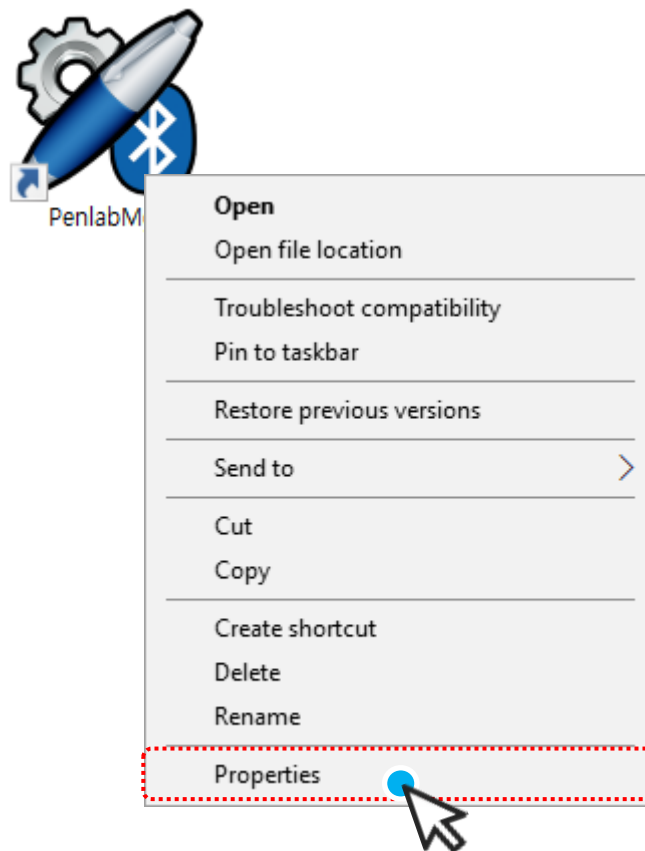 PenlabM
Open
Open file location
Troubleshoot compatibility
Pin to taskbar
Restore previous versions
Send to
Cut
Copy
Create shortcut
Delete
Rename
Properties